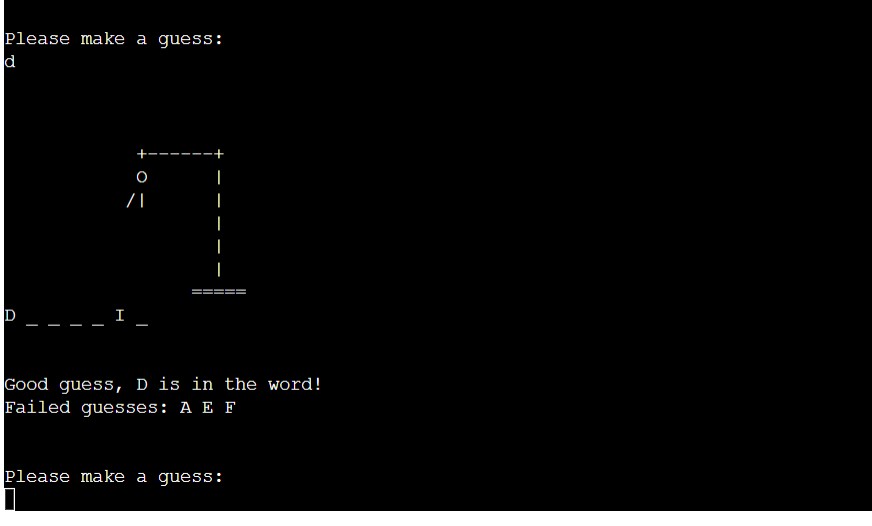 Please make a guess:
d
+------+
O |
/| |
|
|
|
=====
D _ _ _ _ I _
Good guess, D is in the word!
Failed guesses: A E F
Please make a guess: